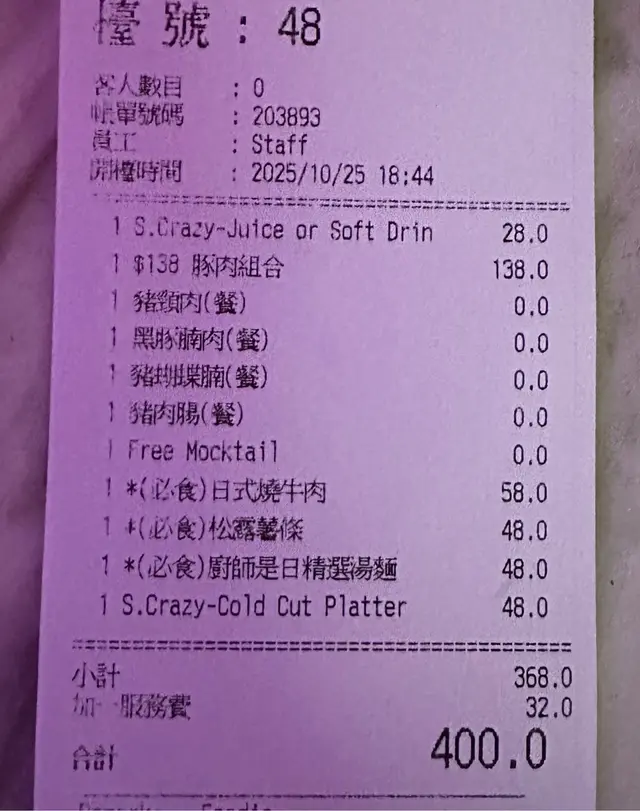 檯號 : 48
客人數目 : 0
帳單號碼 : 203893
員工 : Staff
開檯時間 : 2025/10/25 18:44
1 S.Crazy-Juice or Soft Drin 28.0
1 $138 豚肉組合 138.0
1 豬頸肉(餐) 0.0
1 黑豚腩肉(餐) 0.0
1 豬蝴蝶腩(餐) 0.0
1 豬肉腸(餐) 0.0
1 Free Mocktail 0.0
1 *(必食)日式燒牛肉 58.0
1 *(必食)松露薯條 48.0
1 *(必食)廚師是日精選湯麵 48.0
1 S.Crazy-Cold Cut Platter 48.0
小計 368.0
加一服務費 32.0
合計 400.0